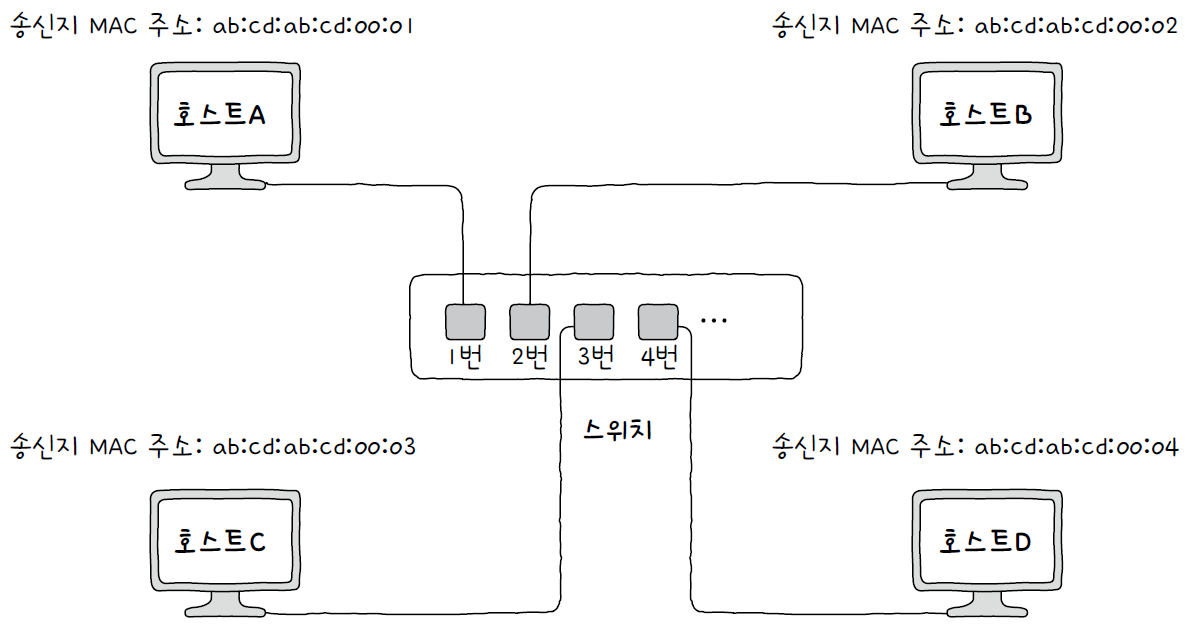 송신지 MAC 주소: ab:cd:ab:cd:00:01
송신지 MAC 주소: ab:cd:ab:cd:00:02
호스트A
호스트B
1번 2번 3번 4번 ...
스위치
송신지 MAC 주소: ab:cd:ab:cd:00:03
송신지 MAC 주소: ab:cd:ab:cd:00:04
호스트C
호스트D